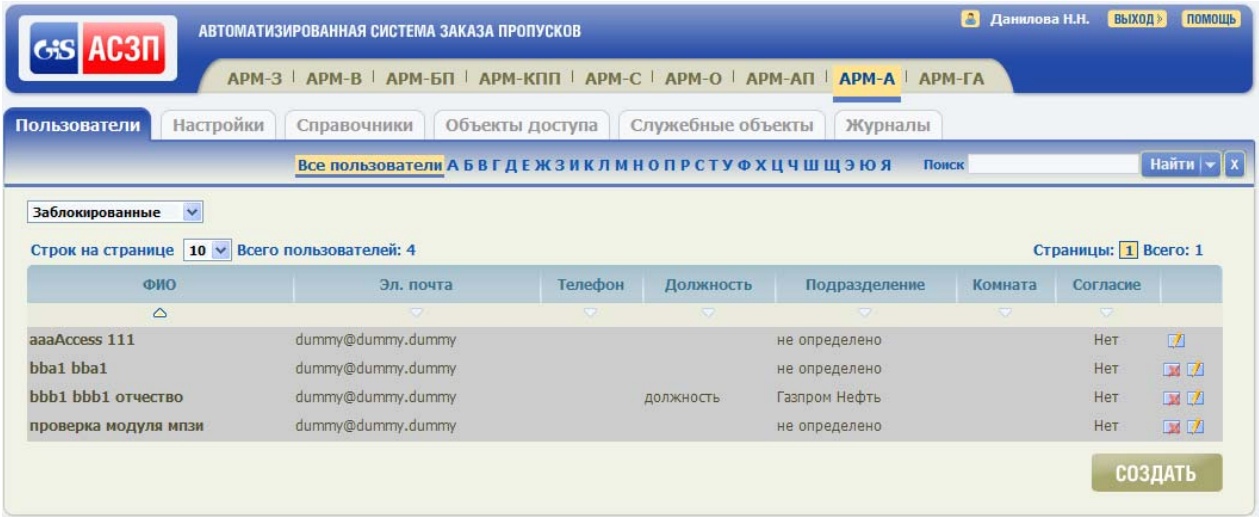 GiS АСЗП
АВТОМАТИЗИРОВАННАЯ СИСТЕМА ЗАКАЗА ПРОПУСКОВ
Данилова Н.Н. ВЫХОД ПОМОЩЬ
АРМ-З АРМ-В АРМ-БП АРМ-КПП АРМ-С АРМ-О АРМ-АП АРМ-А АРМ-ГА
Пользователи Настройки Справочники Объекты доступа Служебные объекты Журналы
Все пользователи А Б В Г Д Е Ж З И К Л М Н О П Р С Т У Ф Х Ц Ч Ш Щ Э Ю Я Поиск Найти X
Заблокированные
Строк на странице 10 Всего пользователей: 4 Страницы: 1 Всего: 1
ФИО Эл. почта Телефон Должность Подразделение Комната Согласие
aaaAccess 111 dummy@dummy.dummy не определено Нет
bba1 bba1 dummy@dummy.dummy не определено Нет
bbb1 bbb1 отчество dummy@dummy.dummy должность Газпром Нефть Нет
проверка модуля мпзи dummy@dummy.dummy не определено Нет
СОЗДАТЬ